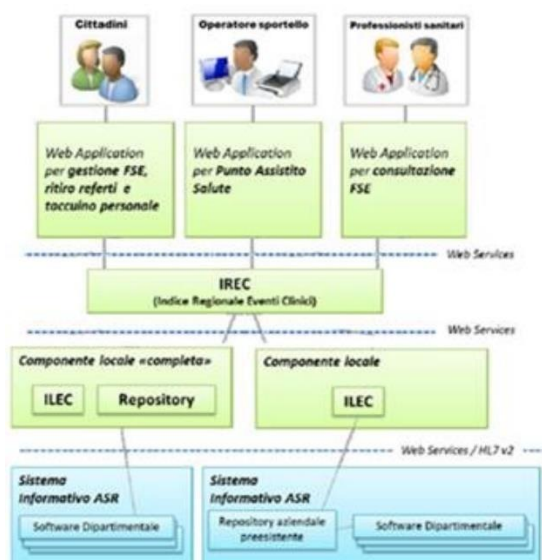 Cittadini
Operatore sportello
Professionisti sanitari
Web Application
per gestione FSE,
ritiro referti e
taccuino personale
Web Application
per Punto Assistito
Salute
Web Application
per consultazione
FSE
Web Services
IREC
(Indice Regionale Eventi Clinici)
Web Services
Componente locale «completa»
ILEC
Repository
Componente locale
ILEC
Web Services / HL7 v2
Sistema
Informativo ASR
Software Dipartimentale
Sistema
Informativo ASR
Repository aziendale
preesistente
Software Dipartimentale